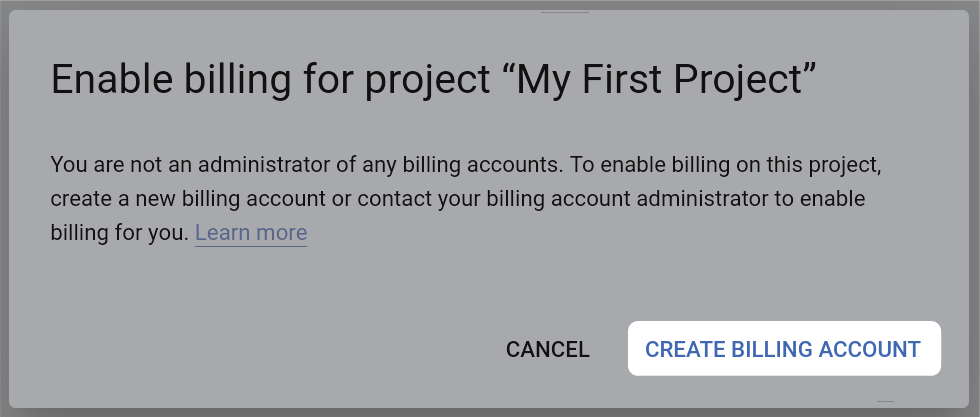 Enable billing for project “My First Project”
You are not an administrator of any billing accounts. To enable billing on this project,
create a new billing account or contact your billing account administrator to enable
billing for you. Learn more
CANCEL
CREATE BILLING ACCOUNT